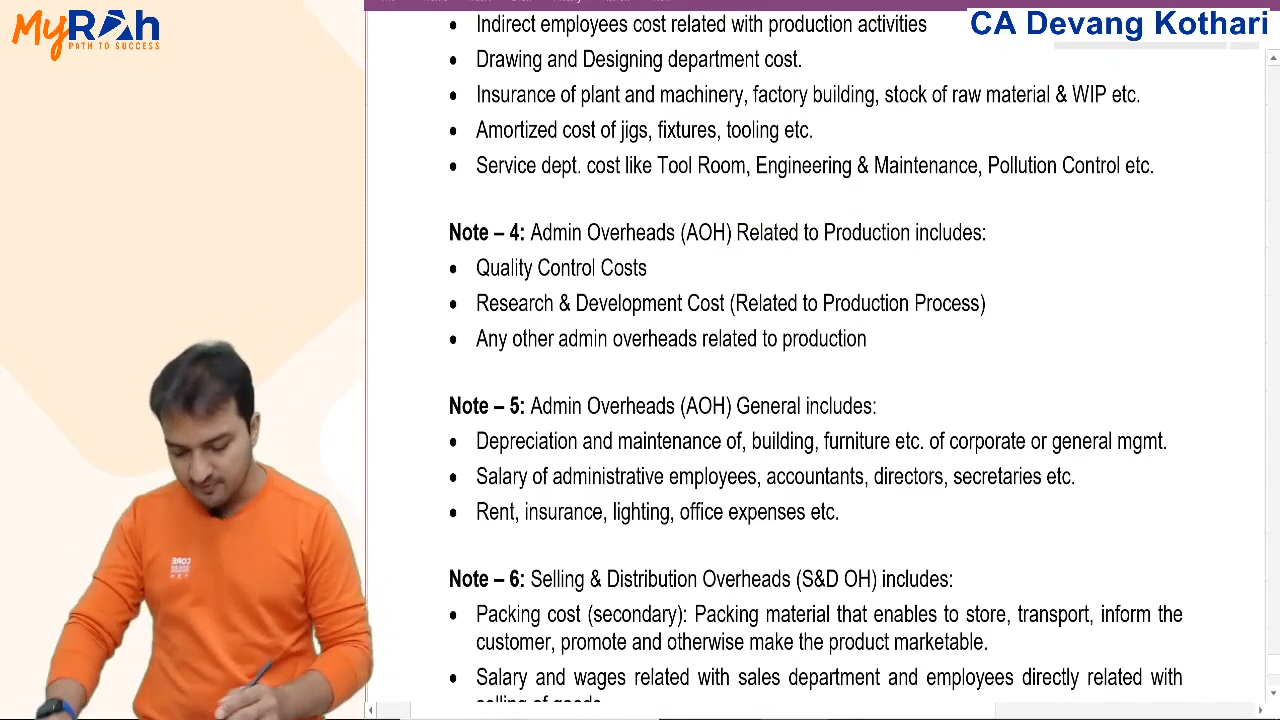 MyRAh
PATH TO SUCCESS
CA Devang Kothari
• Indirect employees cost related with production activities
• Drawing and Designing department cost.
• Insurance of plant and machinery, factory building, stock of raw material & WIP etc.
• Amortized cost of jigs, fixtures, tooling etc.
• Service dept. cost like Tool Room, Engineering & Maintenance, Pollution Control etc.
Note – 4: Admin Overheads (AOH) Related to Production includes:
• Quality Control Costs
• Research & Development Cost (Related to Production Process)
• Any other admin overheads related to production
Note – 5: Admin Overheads (AOH) General includes:
• Depreciation and maintenance of, building, furniture etc. of corporate or general mgmt.
• Salary of administrative employees, accountants, directors, secretaries etc.
• Rent, insurance, lighting, office expenses etc.
Note – 6: Selling & Distribution Overheads (S&D OH) includes:
• Packing cost (secondary): Packing material that enables to store, transport, inform the
customer, promote and otherwise make the product marketable.
• Salary and wages related with sales department and employees directly related with
selling of goods